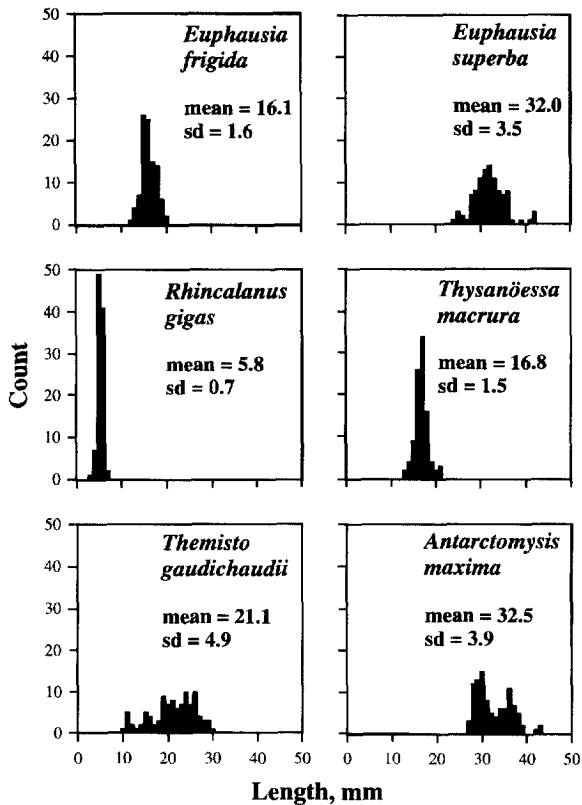 50
40
30
20
10
0
Euphausia
frigida
mean = 16.1
sd = 1.6
Euphausia
superba
mean = 32.0
sd = 3.5
Count
50
40
30
20
10
0
Rhincalanus
gigas
mean = 5.8
sd = 0.7
Thysanöessa
macrura
mean = 16.8
sd = 1.5
50
40
30
20
10
0
Themisto
gaudichaudii
mean = 21.1
sd = 4.9
Antarctomysis
maxima
mean = 32.5
sd = 3.9
0 10 20 30 40 50
0 10 20 30 40 50
Length, mm